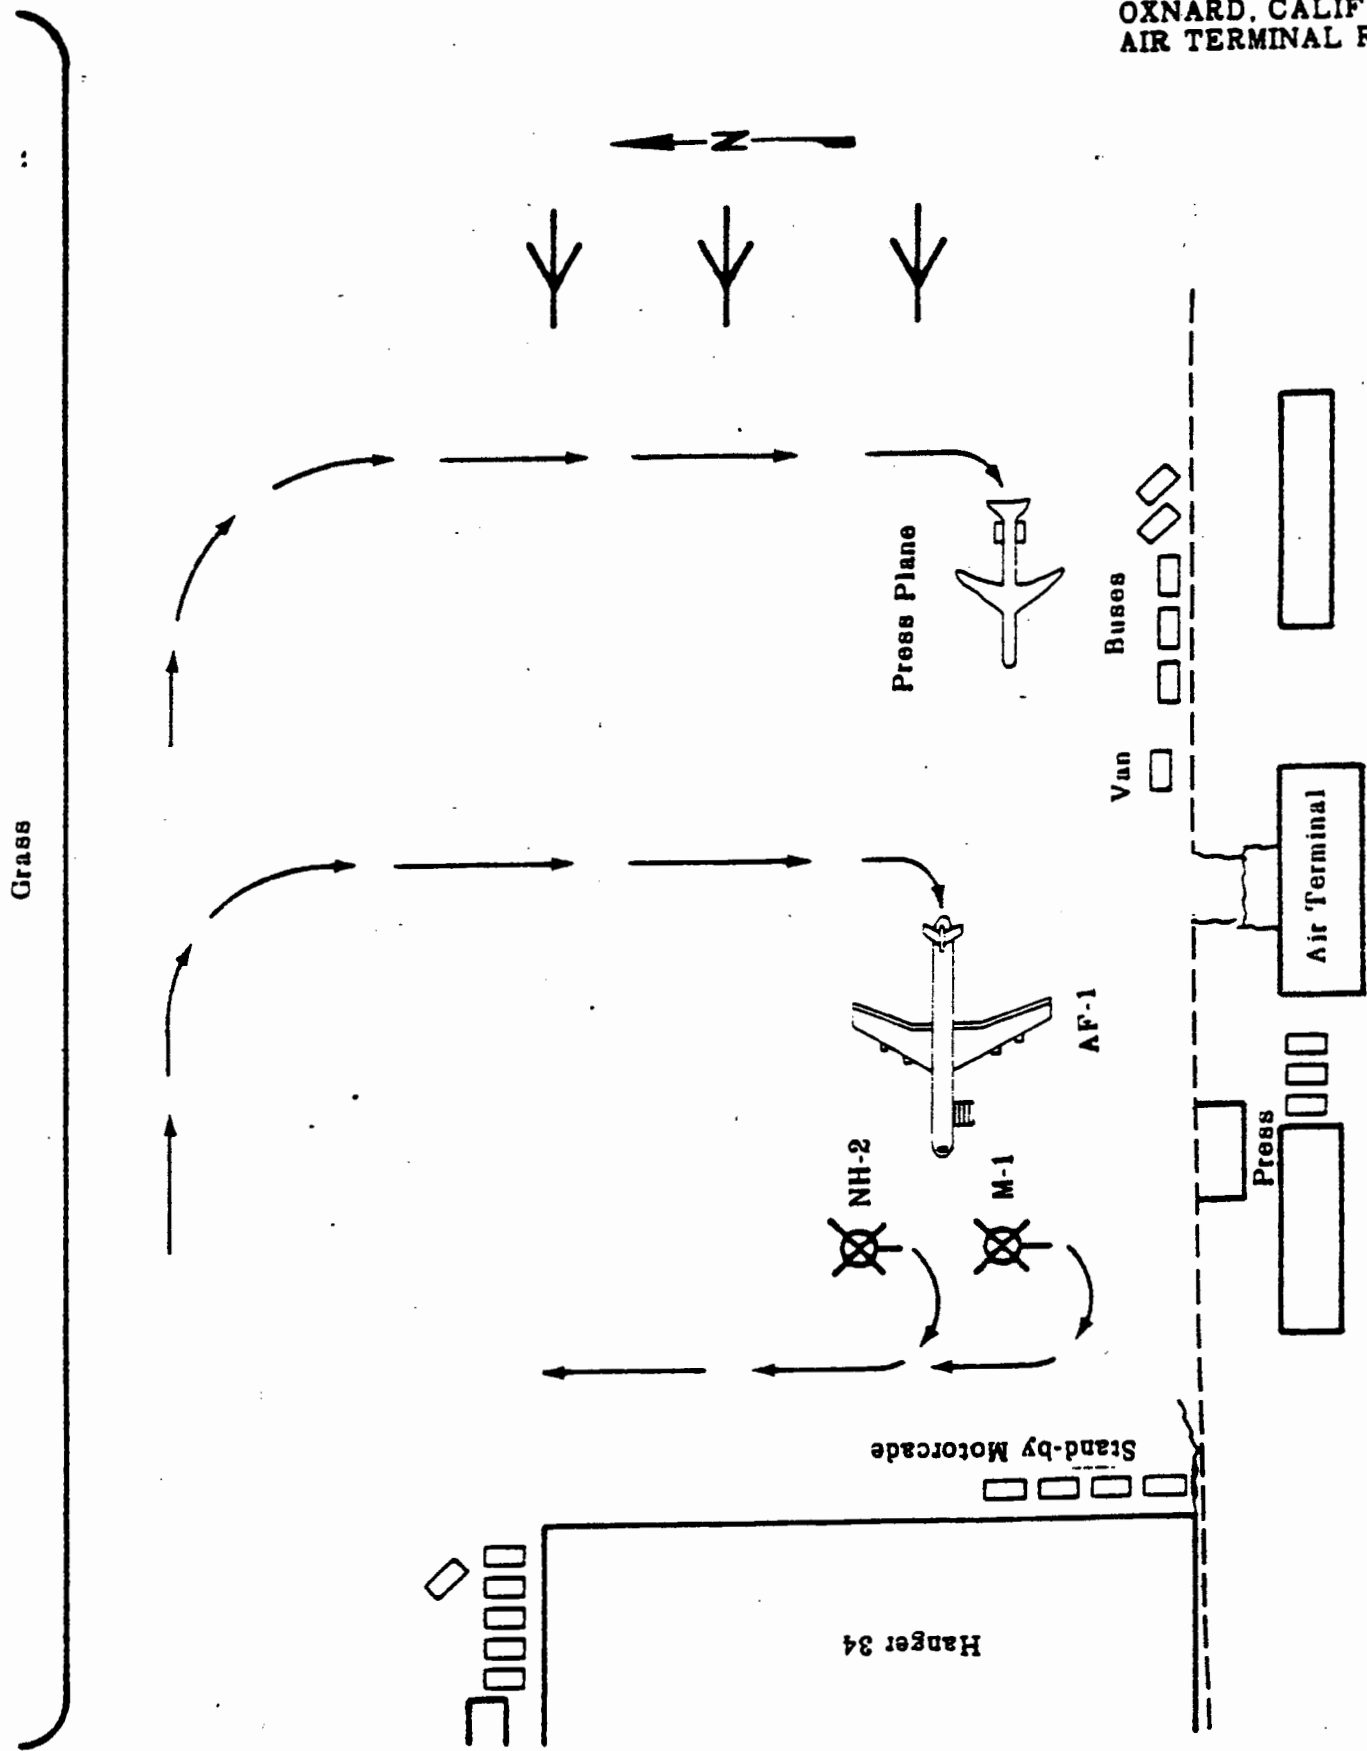 OXNARD, CALIF
AIR TERMINAL
N
Grass
Press Plane
Buses
Van
Air Terminal
AF-1
NH-2
M-1
Press
Stand-by Motorcade
Hanger 34